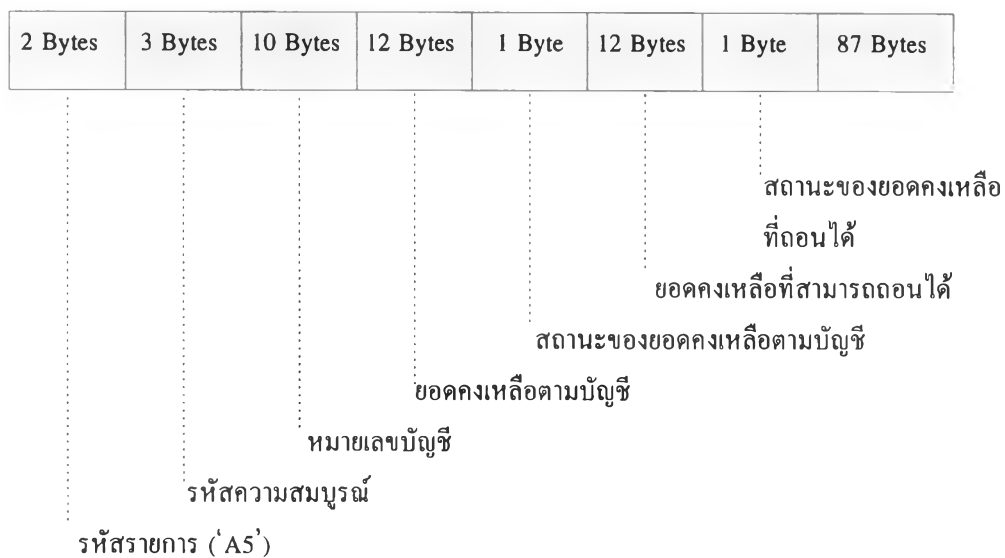 2 Bytes 3 Bytes 10 Bytes 12 Bytes 1 Byte 12 Bytes 1 Byte 87 Bytes
สถานะของยอดคงเหลือ
ที่ถอนได้
ยอดคงเหลือที่สามารถถอนได้
สถานะของยอดคงเหลือตามบัญชี
ยอดคงเหลือตามบัญชี
หมายเลขบัญชี
รหัสความสมบูรณ์
รหัสรายการ ('A5')